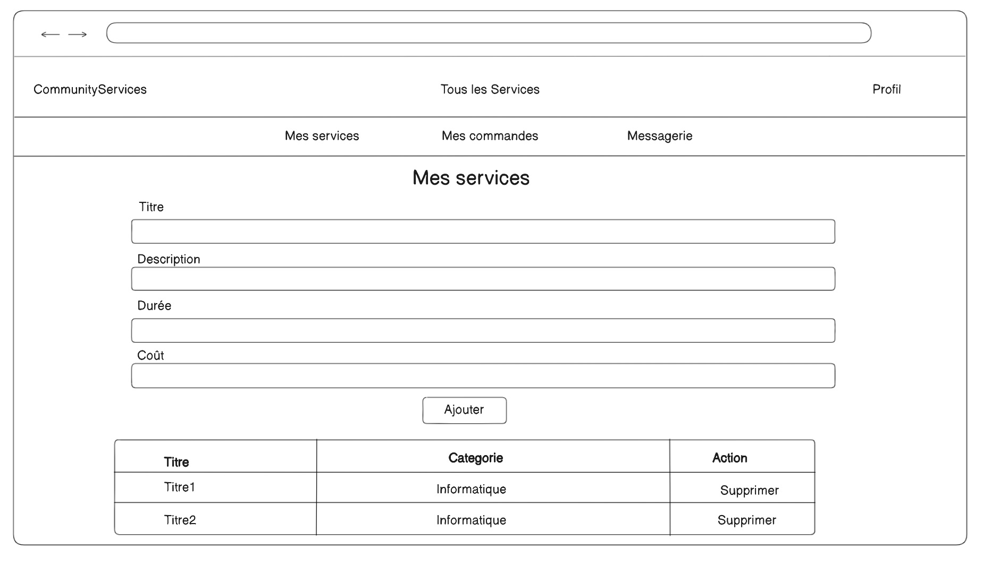 CommunityServices
Tous les Services
Profil
Mes services
Mes commandes
Messagerie
Mes services
Titre
Description
Durée
Coût
Ajouter
Titre
Categorie
Action
Titre1
Informatique
Supprimer
Titre2
Informatique
Supprimer